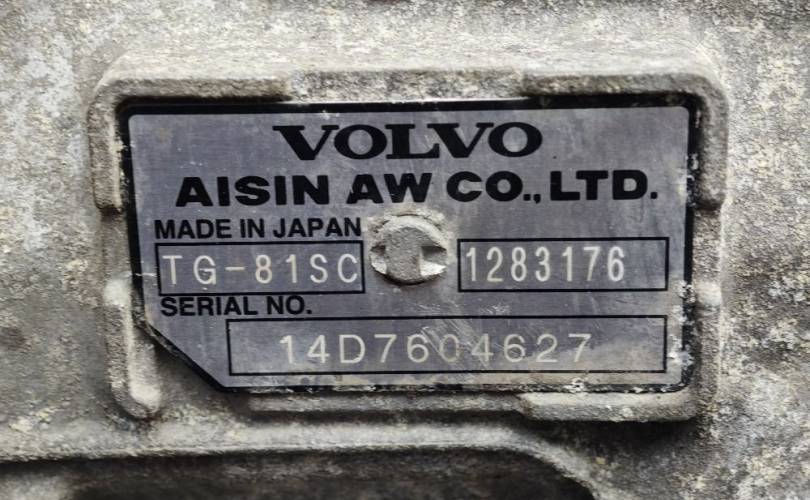 VOLVO
AISIN AW CO., LTD.
MADE IN JAPAN
TG-81SC 1283176
SERIAL NO.
14D7604627